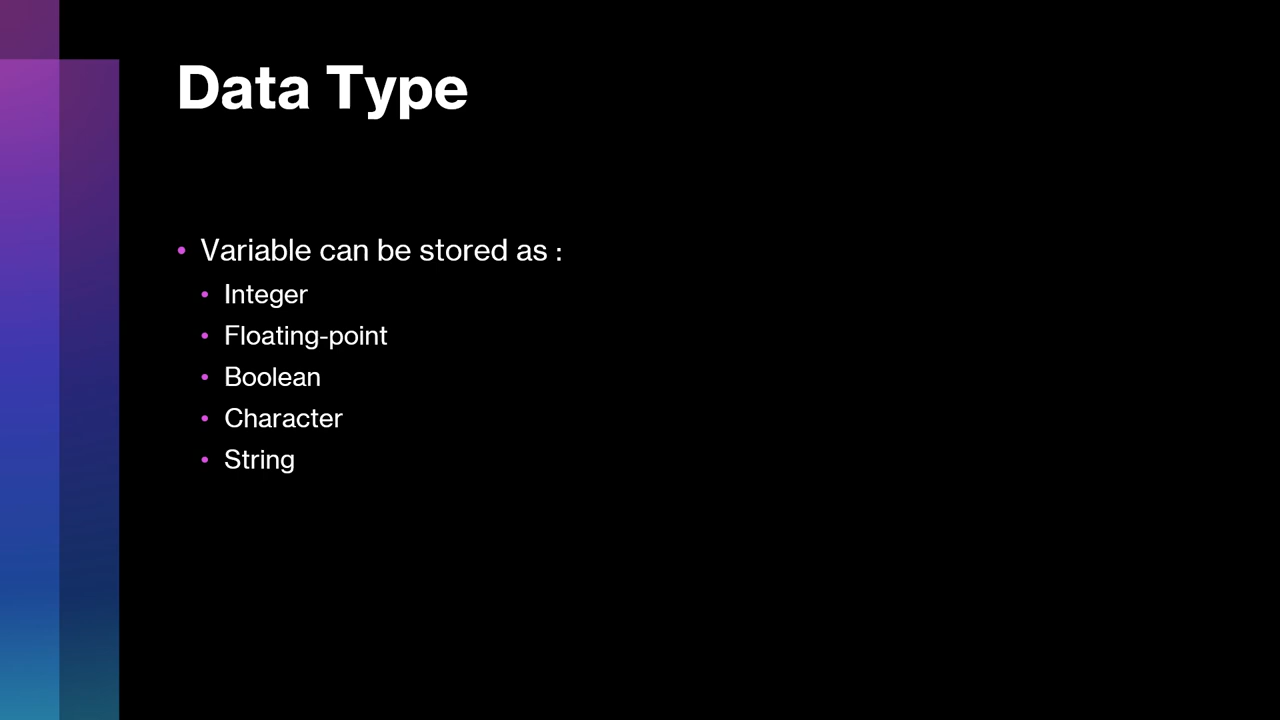 Data Type
• Variable can be stored as :
• Integer
• Floating-point
• Boolean
• Character
• String